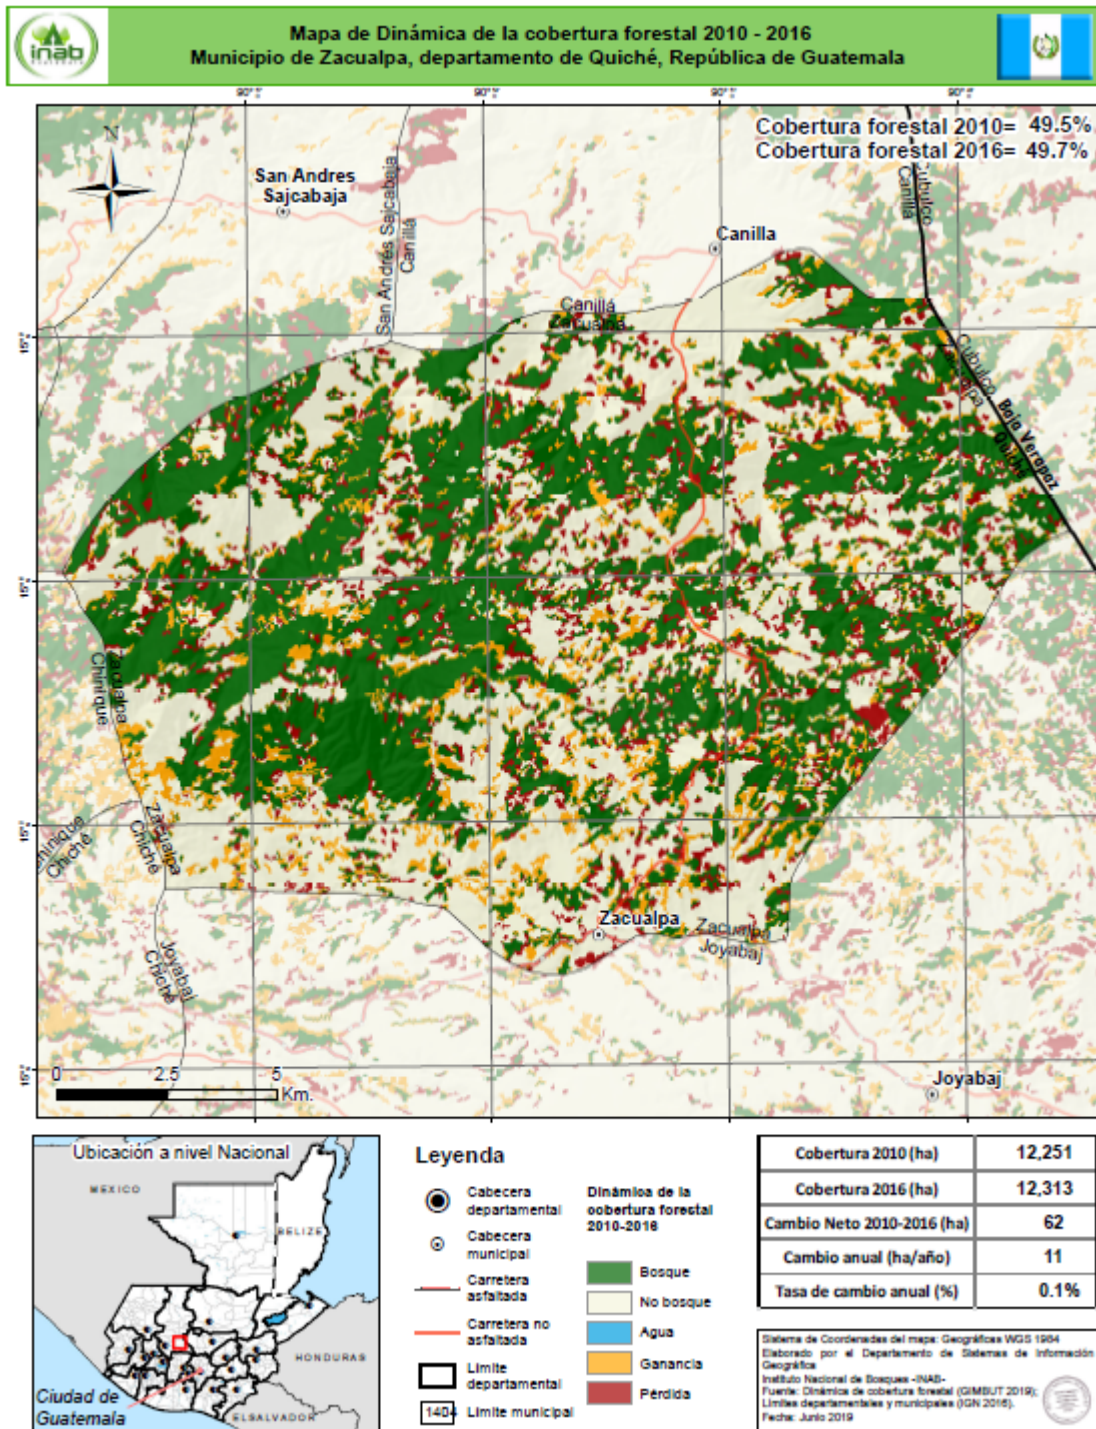 inab
Mapa de Dinámica de la cobertura forestal 2010 - 2016
Municipio de Zacualpa, departamento de Quiché, República de Guatemala
Cobertura forestal 2010= 49.5%
Cobertura forestal 2016= 49.7%
N
San Andres
Sajcabaja
San Andrés Sajcabaja
Canillá
Cubulco
Canilla
Canilla
Canillá
Zacualpa
Cubulco
Zacualpa
Baja Verapaz
Quiché
Zacualpa
Chinique
Chinique
Chiché
Zacualpa
Chiché
Zacualpa
Zacualpa
Joyabaj
Joyabaj
Chiché
0 2.5 5
Km.
Joyabaj
Ubicación a nivel Nacional
MEXICO
BELIZE
HONDURAS
EL SALVADOR
Ciudad de
Guatemala
Leyenda
Cabecera
departamental
Cabecera
municipal
Carretera
asfaltada
Carretera no
asfaltada
Limite
departamental
1404 Limite municipal
Dinámica de la
cobertura forestal
2010-2016
Bosque
No bosque
Agua
Ganancia
Pérdida
Cobertura 2010 (ha) 12,251
Cobertura 2016 (ha) 12,313
Cambio Neto 2010-2016 (ha) 62
Cambio anual (ha/año) 11
Tasa de cambio anual (%) 0.1%
Sistema de Coordenadas del mapa: Geográficas WGS 1984
Elaborado por el Departamento de Sistemas de Información
Geográfica
Instituto Nacional de Bosques -INAB-
Fuente: Dinámica de cobertura forestal (GIMBUT 2019);
Limites departamentales y municipales (IGN 2016).
Fecha: Junio 2019